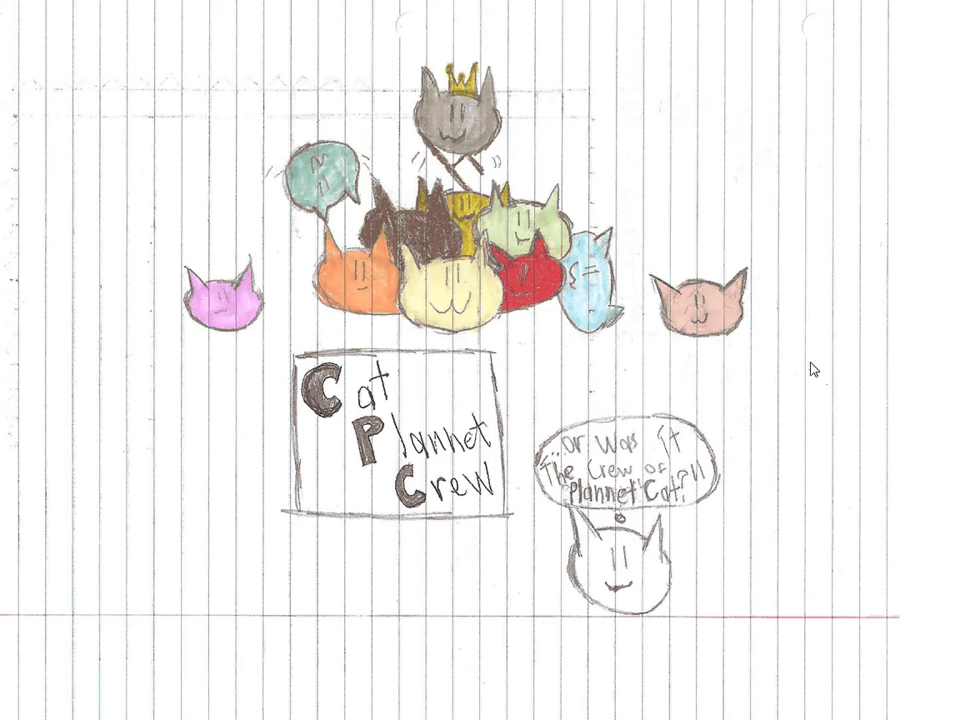 Cat
Plannet
Crew
...or Was it
The Crew of
"Plannet Cat?"